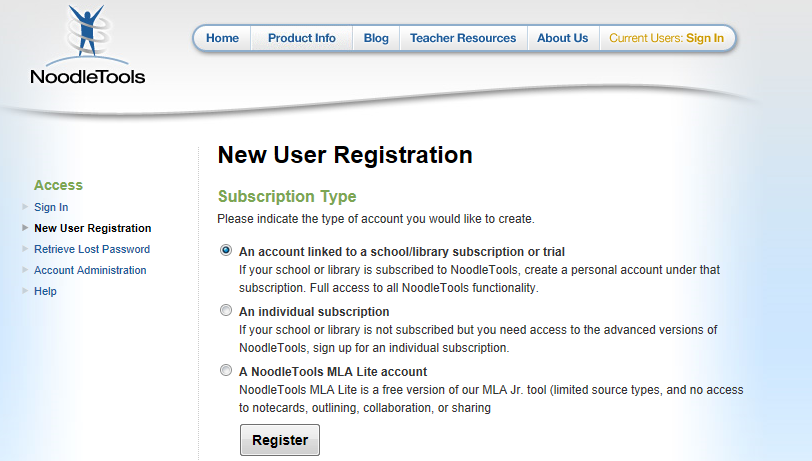 NoodleTools
Home
Product Info
Blog
Teacher Resources
About Us
Current Users: Sign In
Access
Sign In
New User Registration
Retrieve Lost Password
Account Administration
Help
New User Registration
Subscription Type
Please indicate the type of account you would like to create.
An account linked to a school/library subscription or trial
If your school or library is subscribed to NoodleTools, create a personal account under that
subscription. Full access to all NoodleTools functionality.
An individual subscription
If your school or library is not subscribed but you need access to the advanced versions of
NoodleTools, sign up for an individual subscription.
A NoodleTools MLA Lite account
NoodleTools MLA Lite is a free version of our MLA Jr. tool (limited source types, and no access
to notecards, outlining, collaboration, or sharing
Register